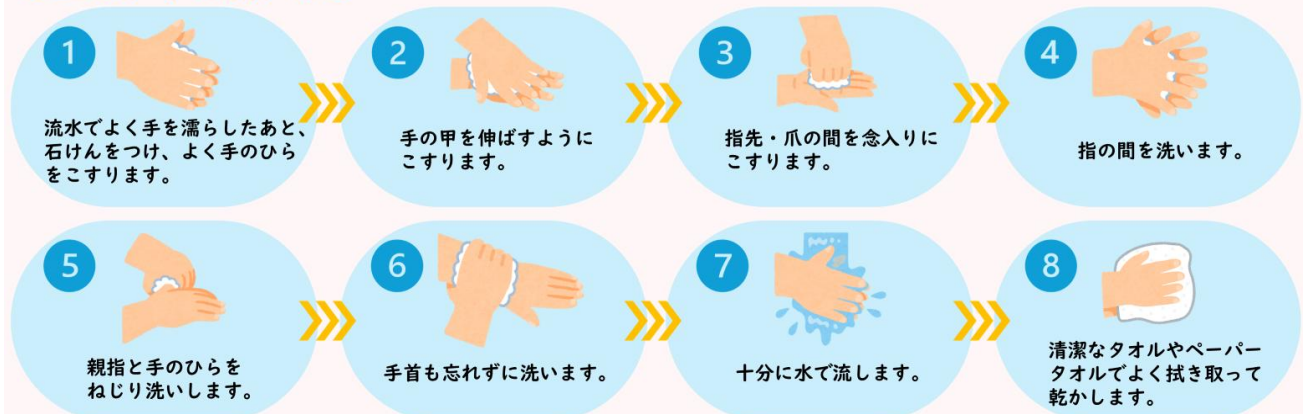 1
流水でよく手を濡らしたあと、
石けんをつけ、よく手のひら
をこすります。
2
手の甲を伸ばすように
こすります。
3
指先・爪の間を念入りに
こすります。
4
指の間を洗います。
5
親指と手のひらを
ねじり洗いします。
6
手首も忘れずに洗います。
7
十分に水で流します。
8
清潔なタオルやペーパー
タオルでよく拭き取って
乾かします。